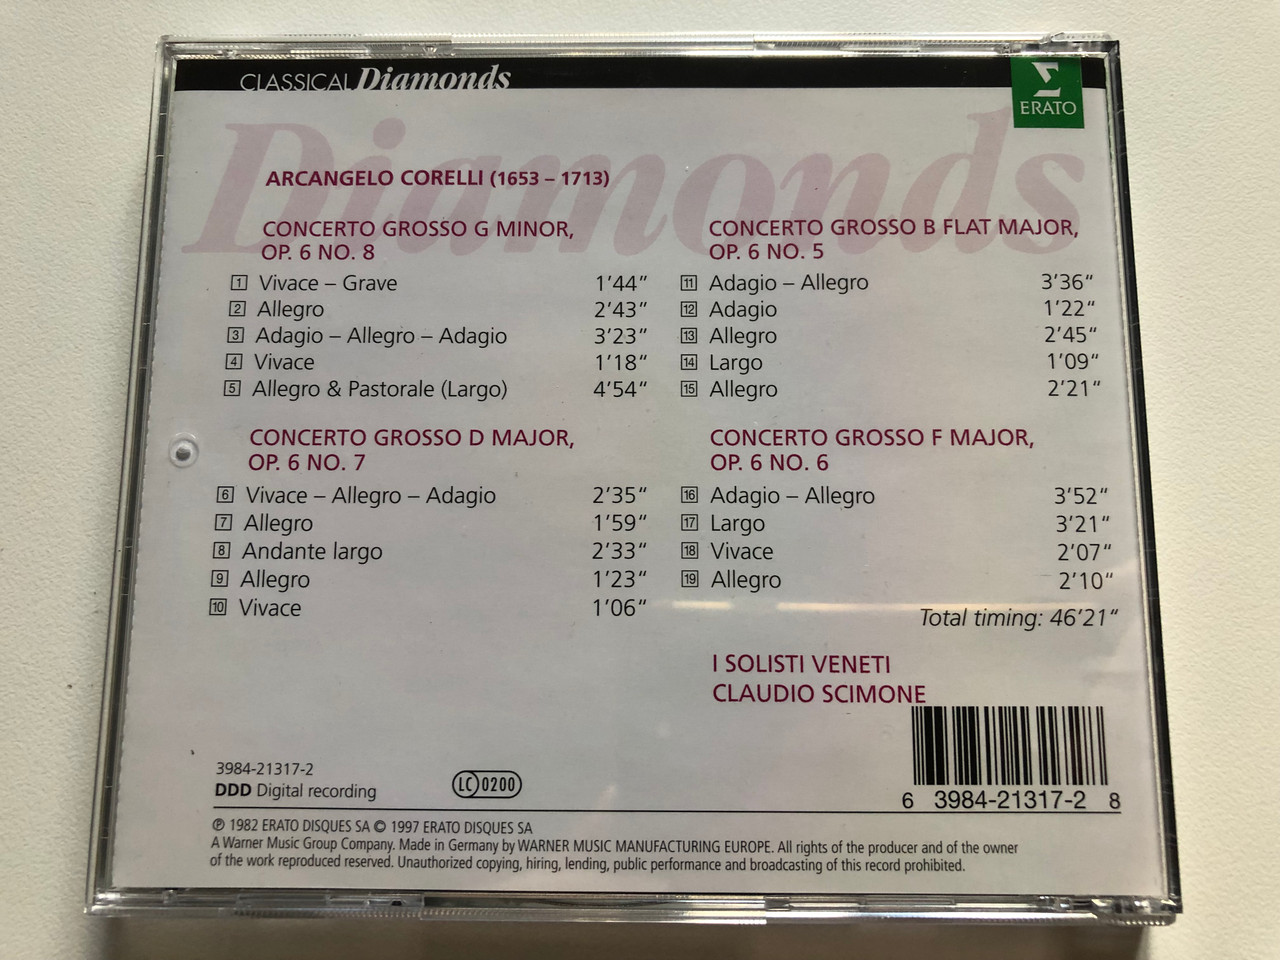 CLASSICAL Diamonds
ERATO
Diamonds
ARCANGELO CORELLI (1653 – 1713)
CONCERTO GROSSO G MINOR,
OP. 6 NO. 8
1 Vivace – Grave 1’44“
2 Allegro 2’43“
3 Adagio – Allegro – Adagio 3’23“
4 Vivace 1’18“
5 Allegro & Pastorale (Largo) 4’54“
CONCERTO GROSSO D MAJOR,
OP. 6 NO. 7
6 Vivace – Allegro – Adagio 2’35“
7 Allegro 1’59“
8 Andante largo 2’33“
9 Allegro 1’23“
10 Vivace 1’06“
CONCERTO GROSSO B FLAT MAJOR,
OP. 6 NO. 5
11 Adagio – Allegro 3’36“
12 Adagio 1’22“
13 Allegro 2’45“
14 Largo 1’09“
15 Allegro 2’21“
CONCERTO GROSSO F MAJOR,
OP. 6 NO. 6
16 Adagio – Allegro 3’52“
17 Largo 3’21“
18 Vivace 2’07“
19 Allegro 2’10“
Total timing: 46’21“
I SOLISTI VENETI
CLAUDIO SCIMONE
3984-21317-2
DDD Digital recording
LC 0200
6 3984-21317-2 8
℗ 1982 ERATO DISQUES SA © 1997 ERATO DISQUES SA
A Warner Music Group Company. Made in Germany by WARNER MUSIC MANUFACTURING EUROPE. All rights of the producer and of the owner
of the work reproduced reserved. Unauthorized copying, hiring, lending, public performance and broadcasting of this record prohibited.